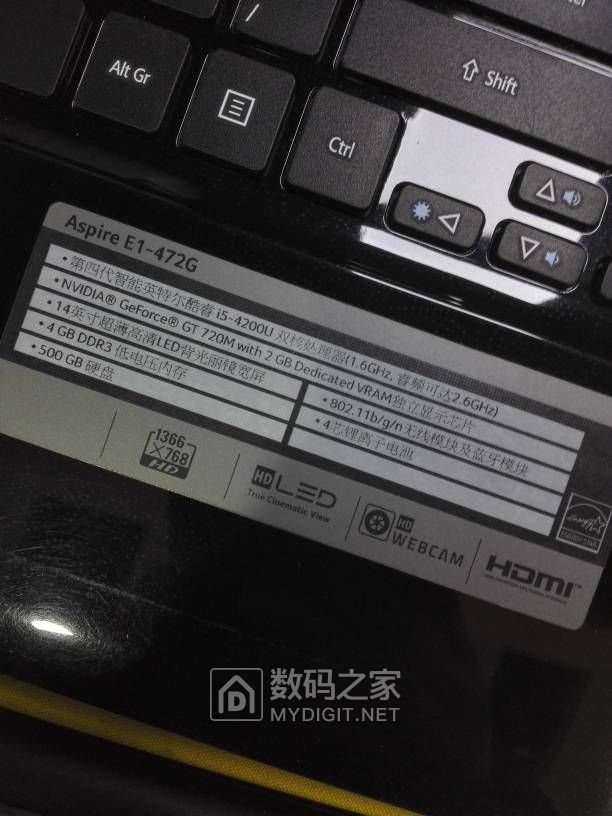 /
Alt Gr
Shift
Ctrl
Aspire E1-472G
• 第四代智能英特尔酷睿 i5-4200U 双核处理器(1.6GHz, 睿频可达2.6GHz)
• NVIDIA® GeForce® GT 720M with 2 GB Dedicated VRAM独立显示芯片
• 14英寸超薄高清LED背光丽镜宽屏
• 802.11b/g/n无线模块及蓝牙模块
• 4 GB DDR3 低电压内存
• 4芯锂离子电池
• 500 GB 硬盘
1366
X768
HD
HD LED
True Cinematic View
HD
WEBCAM
HDMI
energy
ENERGY STAR
数码之家
MYDIGIT.NET